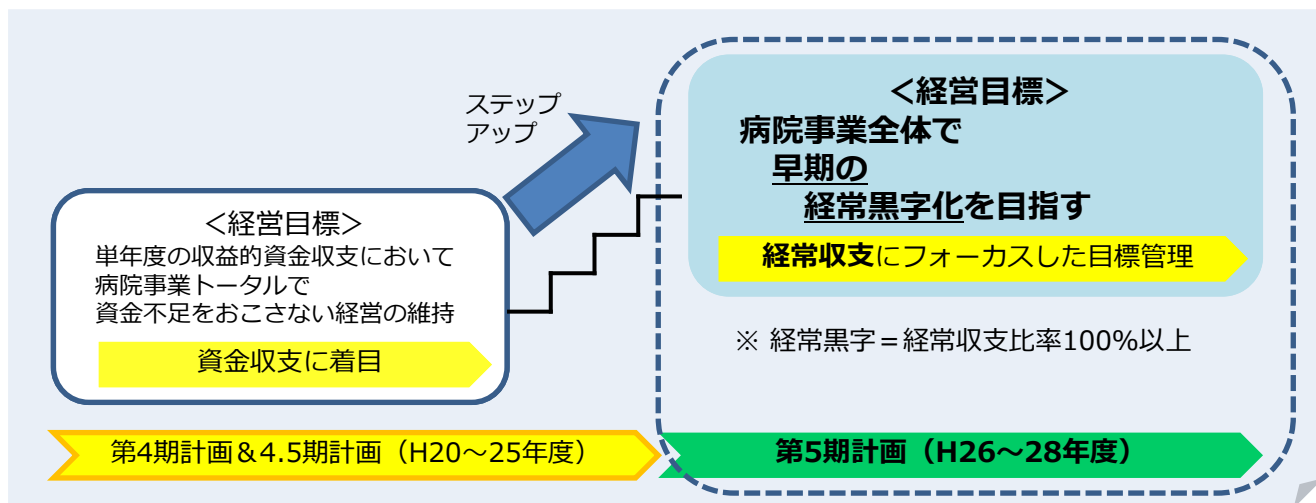 ステップ
アップ
＜経営目標＞
単年度の収益的資金収支において
病院事業トータルで
資金不足をおこさない経営の維持
資金収支に着目
＜経営目標＞
病院事業全体で
早期の
経常黒字化を目指す
経常収支にフォーカスした目標管理
※ 経常黒字＝経常収支比率100%以上
第4期計画＆4.5期計画（H20～25年度）
第5期計画（H26～28年度）